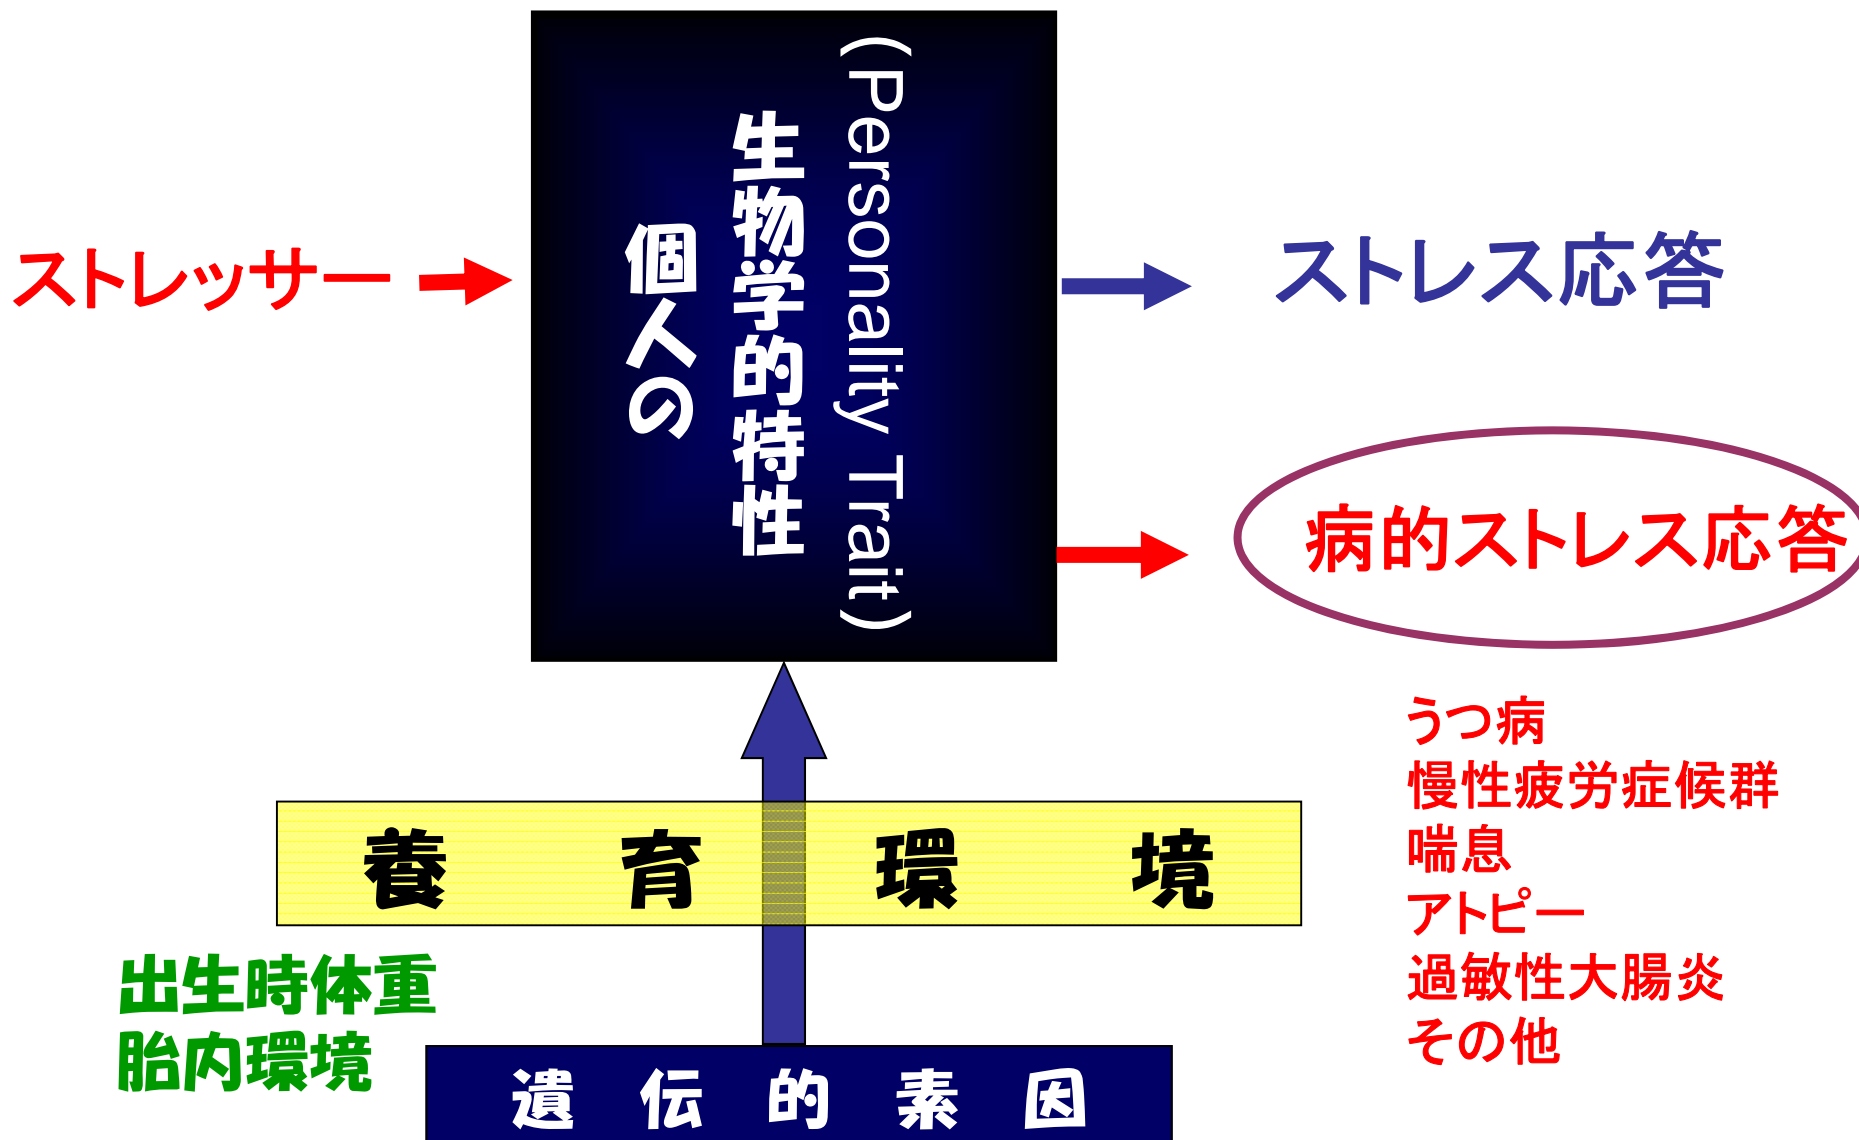 ストレッサー
個人の
生物学的特性
（Personality Trait）
ストレス応答
病的ストレス応答
うつ病
慢性疲労症候群
喘息
アトピー
過敏性大腸炎
その他
養育環境
出生時体重
胎内環境
遺伝的素因